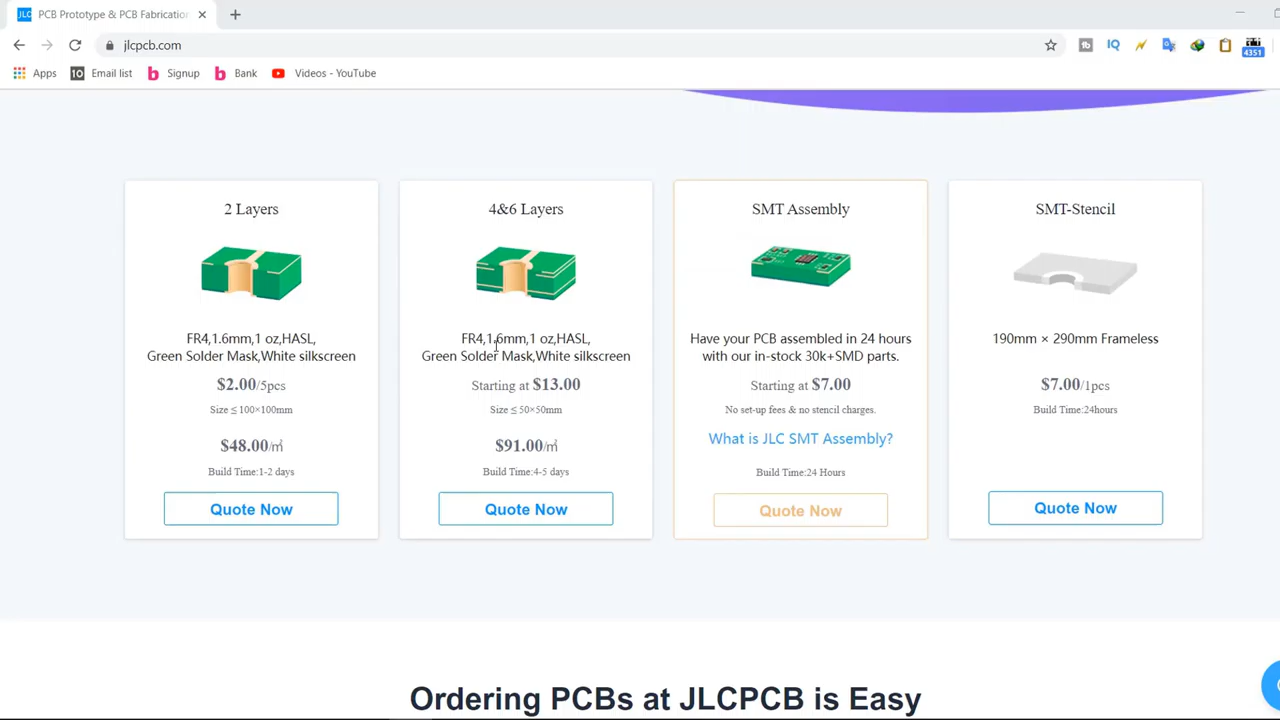 JLC PCB Prototype & PCB Fabrication
jlcpcb.com
IQ
4351
Apps
10 Email list
Signup
Bank
Videos - YouTube
2 Layers
FR4,1.6mm,1 oz,HASL,
Green Solder Mask,White silkscreen
$2.00/5pcs
Size ≤ 100×100mm
$48.00/㎡
Build Time:1-2 days
Quote Now
4&6 Layers
FR4,1.6mm,1 oz,HASL,
Green Solder Mask,White silkscreen
Starting at $13.00
Size ≤ 50×50mm
$91.00/㎡
Build Time:4-5 days
Quote Now
SMT Assembly
Have your PCB assembled in 24 hours
with our in-stock 30k+SMD parts.
Starting at $7.00
No set-up fees & no stencil charges.
What is JLC SMT Assembly?
Build Time:24 Hours
Quote Now
SMT-Stencil
190mm × 290mm Frameless
$7.00/1pcs
Build Time:24hours
Quote Now
Ordering PCBs at JLCPCB is Easy